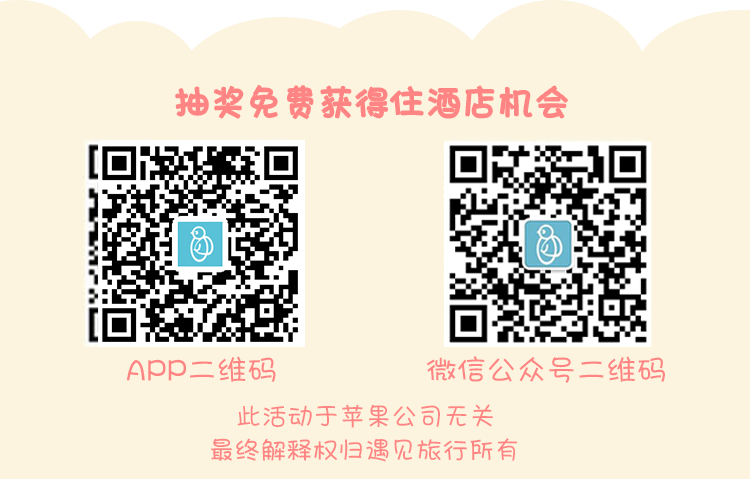 抽奖免费获得住酒店机会
APP二维码
微信公众号二维码
此活动于苹果公司无关
最终解释权归遇见旅行所有